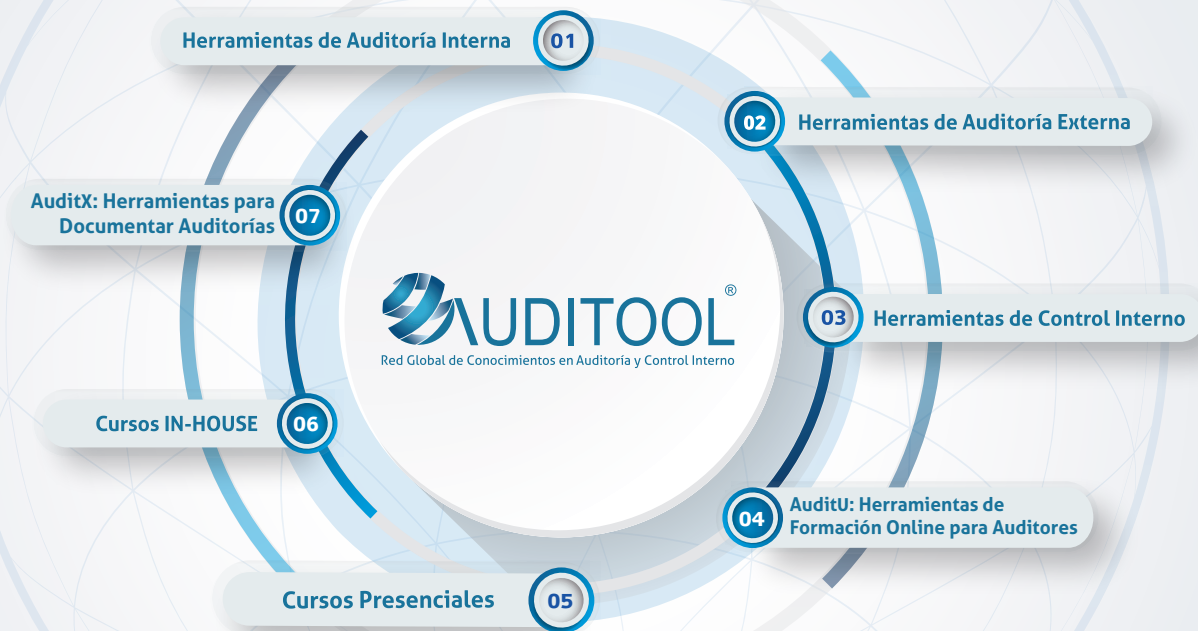 Herramientas de Auditoría Interna
01
02
Herramientas de Auditoría Externa
03
Herramientas de Control Interno
04
AuditU: Herramientas de
Formación Online para Auditores
Cursos Presenciales
05
Cursos IN-HOUSE
06
AuditX: Herramientas para
Documentar Auditorías
07
AUDITOOL®
Red Global de Conocimientos en Auditoría y Control Interno